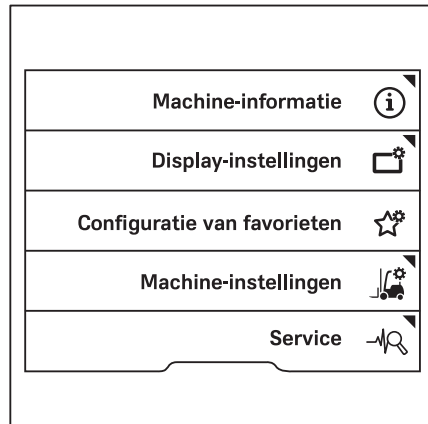 Machine-informatie
Display-instellingen
Configuratie van favorieten
Machine-instellingen
Service